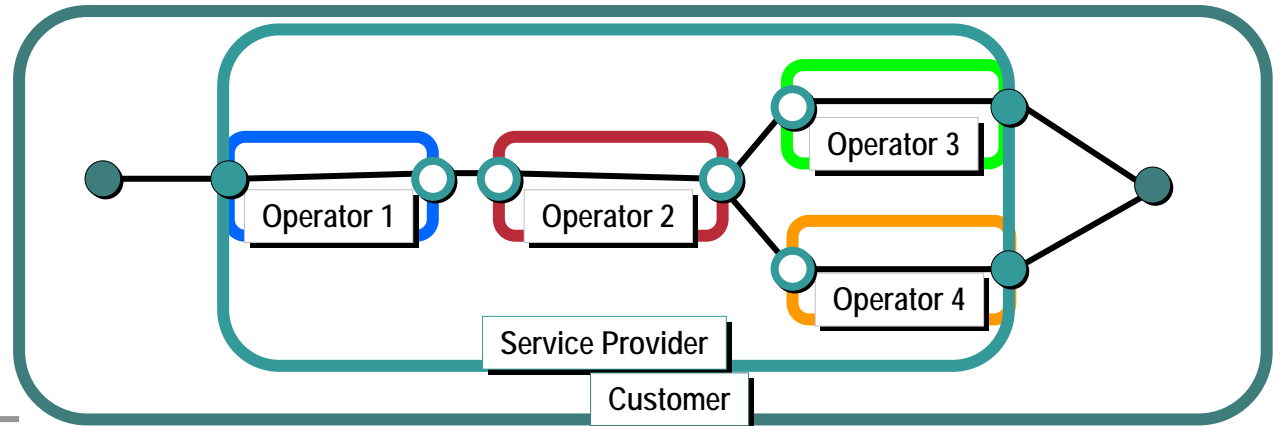 Operator 3
Operator 1
Operator 2
Operator 4
Service Provider
Customer